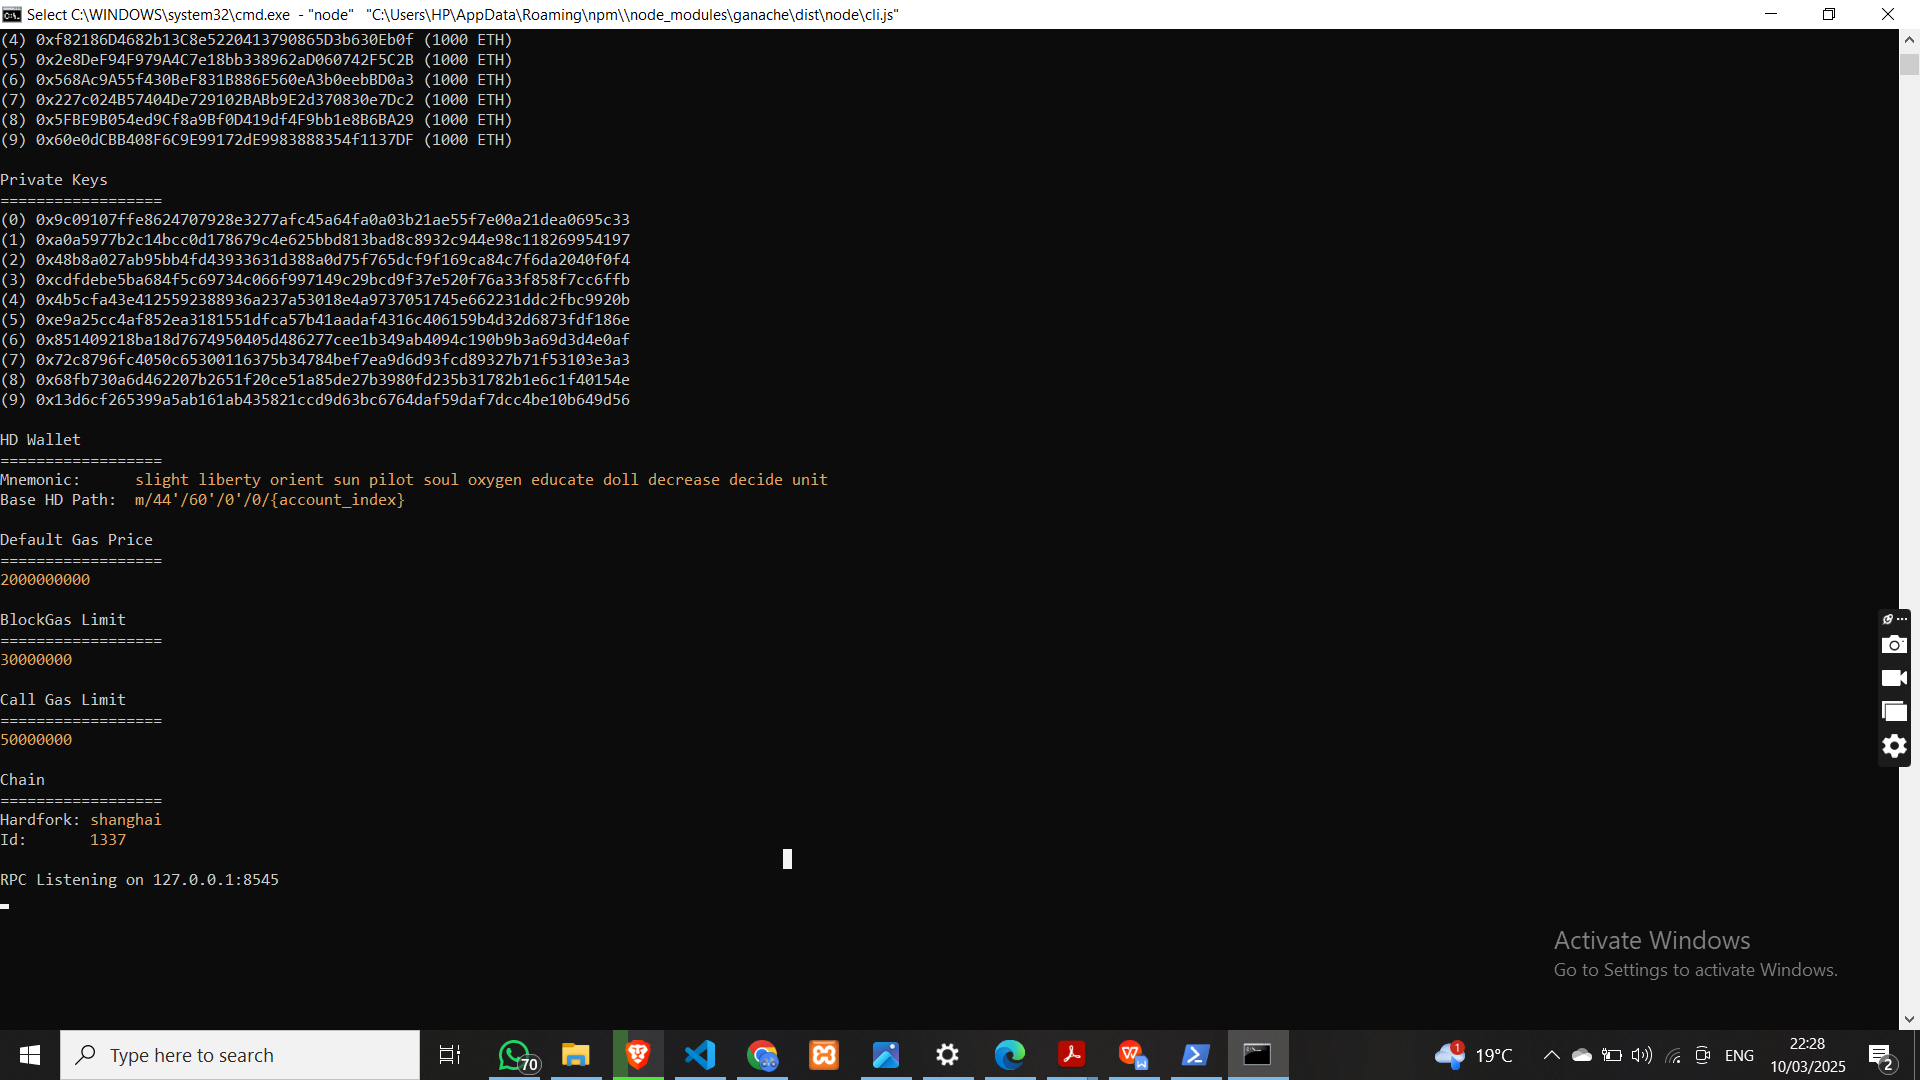 Select C:\WINDOWS\system32\cmd.exe - "node" "C:\Users\HP\AppData\Roaming\npm\\node_modules\ganache\dist\node\cli.js"
(4) 0xf82186D4682b13C8e5220413790865D3b630Eb0f (1000 ETH)
(5) 0x2e8DeF94F979A4C7e18bb338962aD060742F5C2B (1000 ETH)
(6) 0x568Ac9A55f430BeF831B886E560eA3b0eebBD0a3 (1000 ETH)
(7) 0x227c024B57404De729102BABb9E2d370830e7Dc2 (1000 ETH)
(8) 0x5FBE9B054ed9Cf8a9Bf0D419df4F9bb1e8B6BA29 (1000 ETH)
(9) 0x60e0dCBB408F6C9E99172dE9983888354f1137DF (1000 ETH)
Private Keys
==================
(0) 0x9c09107ffe8624707928e3277afc45a64fa0a03b21ae55f7e00a21dea0695c33
(1) 0xa0a5977b2c14bcc0d178679c4e625bbd813bad8c8932c944e98c118269954197
(2) 0x48b8a027ab95bb4fd43933631d388a0d75f765dcf9f169ca84c7f6da2040f0f4
(3) 0xcdfdebe5ba684f5c69734c066f997149c29bcd9f37e520f76a33f858f7cc6ffb
(4) 0x4b5cfa43e4125592388936a237a53018e4a9737051745e662231ddc2fbc9920b
(5) 0xe9a25cc4af852ea3181551dfca57b41aadaf4316c406159b4d32d6873fdf186e
(6) 0x851409218ba18d7674950405d486277cee1b349ab4094c190b9b3a69d3d4e0af
(7) 0x72c8796fc4050c65300116375b34784bef7ea9d6d93fcd89327b71f53103e3a3
(8) 0x68fb730a6d462207b2651f20ce51a85de27b3980fd235b31782b1e6c1f40154e
(9) 0x13d6cf265399a5ab161ab435821ccd9d63bc6764daf59daf7dcc4be10b649d56
HD Wallet
==================
Mnemonic: slight liberty orient sun pilot soul oxygen educate doll decrease decide unit
Base HD Path: m/44'/60'/0'/0/{account_index}
Default Gas Price
==================
2000000000
BlockGas Limit
==================
30000000
Call Gas Limit
==================
50000000
Chain
==================
Hardfork: shanghai
Id: 1337
RPC Listening on 127.0.0.1:8545
Activate Windows
Go to Settings to activate Windows.
Type here to search
70
1
19°C
ENG
22:28
10/03/2025
2